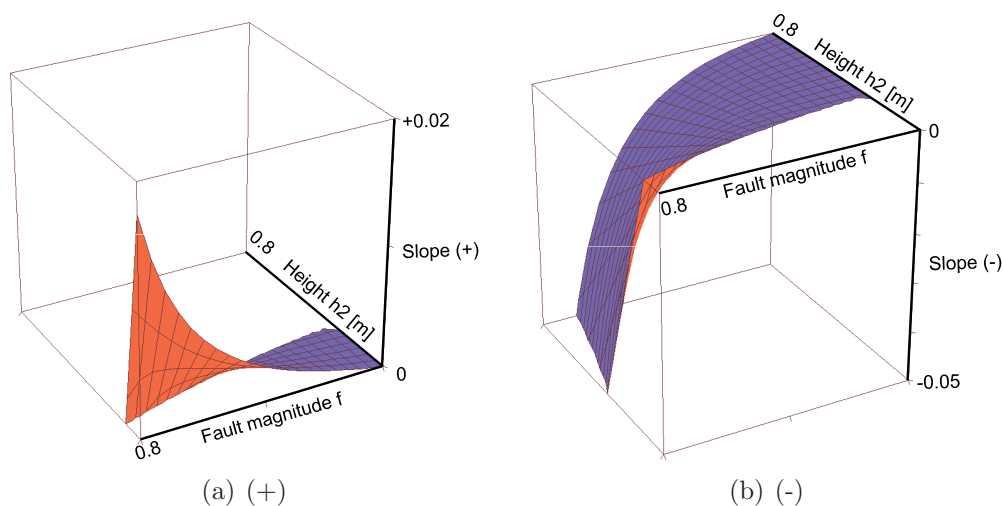 +0.02
Slope (+)
0.8
Height h2 [m]
0
Fault magnitude f
0.8
(a) (+)
0.8
Height h2 [m]
0
Fault magnitude f
0.8
Slope (-)
-0.05
(b) (-)